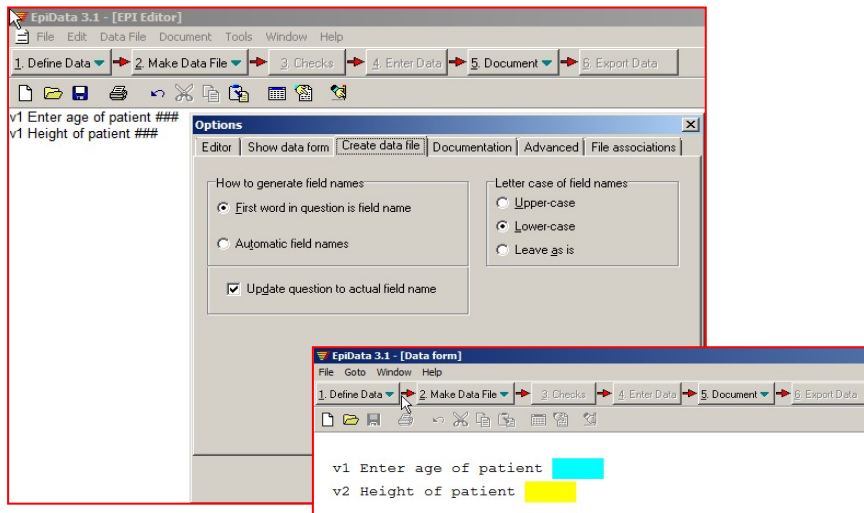 EpiData 3.1 - [EPI Editor]
File Edit Data File Document Tools Window Help
1. Define Data 2. Make Data File 3. Checks 4. Enter Data 5. Document 6. Export Data
v1 Enter age of patient ###
v1 Height of patient ###
Options
Editor Show data form Create data file Documentation Advanced File associations
How to generate field names
First word in question is field name
Automatic field names
Update question to actual field name
Letter case of field names
Upper-case
Lower-case
Leave as is
EpiData 3.1 - [Data form]
File Goto Window Help
1. Define Data 2. Make Data File 3. Checks 4. Enter Data 5. Document 6. Export Data
v1 Enter age of patient
v2 Height of patient